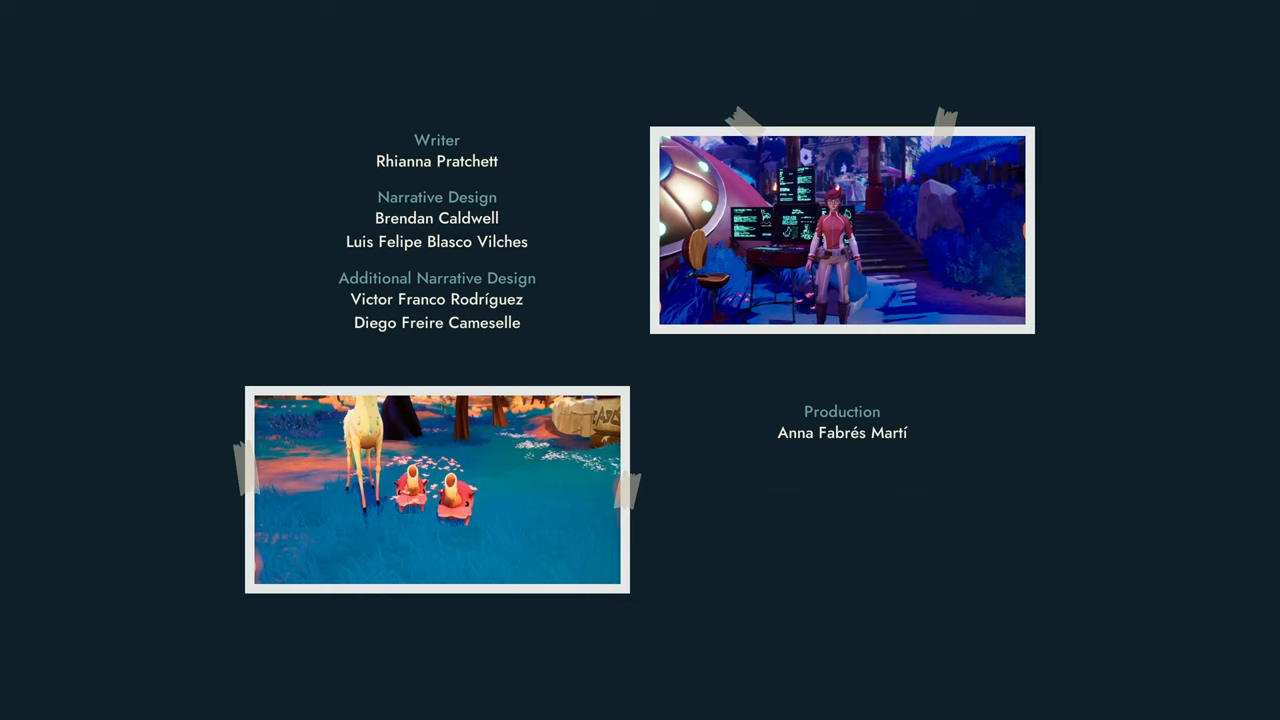 Writer
Rhianna Pratchett
Narrative Design
Brendan Caldwell
Luis Felipe Blasco Vilches
Additional Narrative Design
Victor Franco Rodríguez
Diego Freire Cameselle
Production
Anna Fabrés Martí